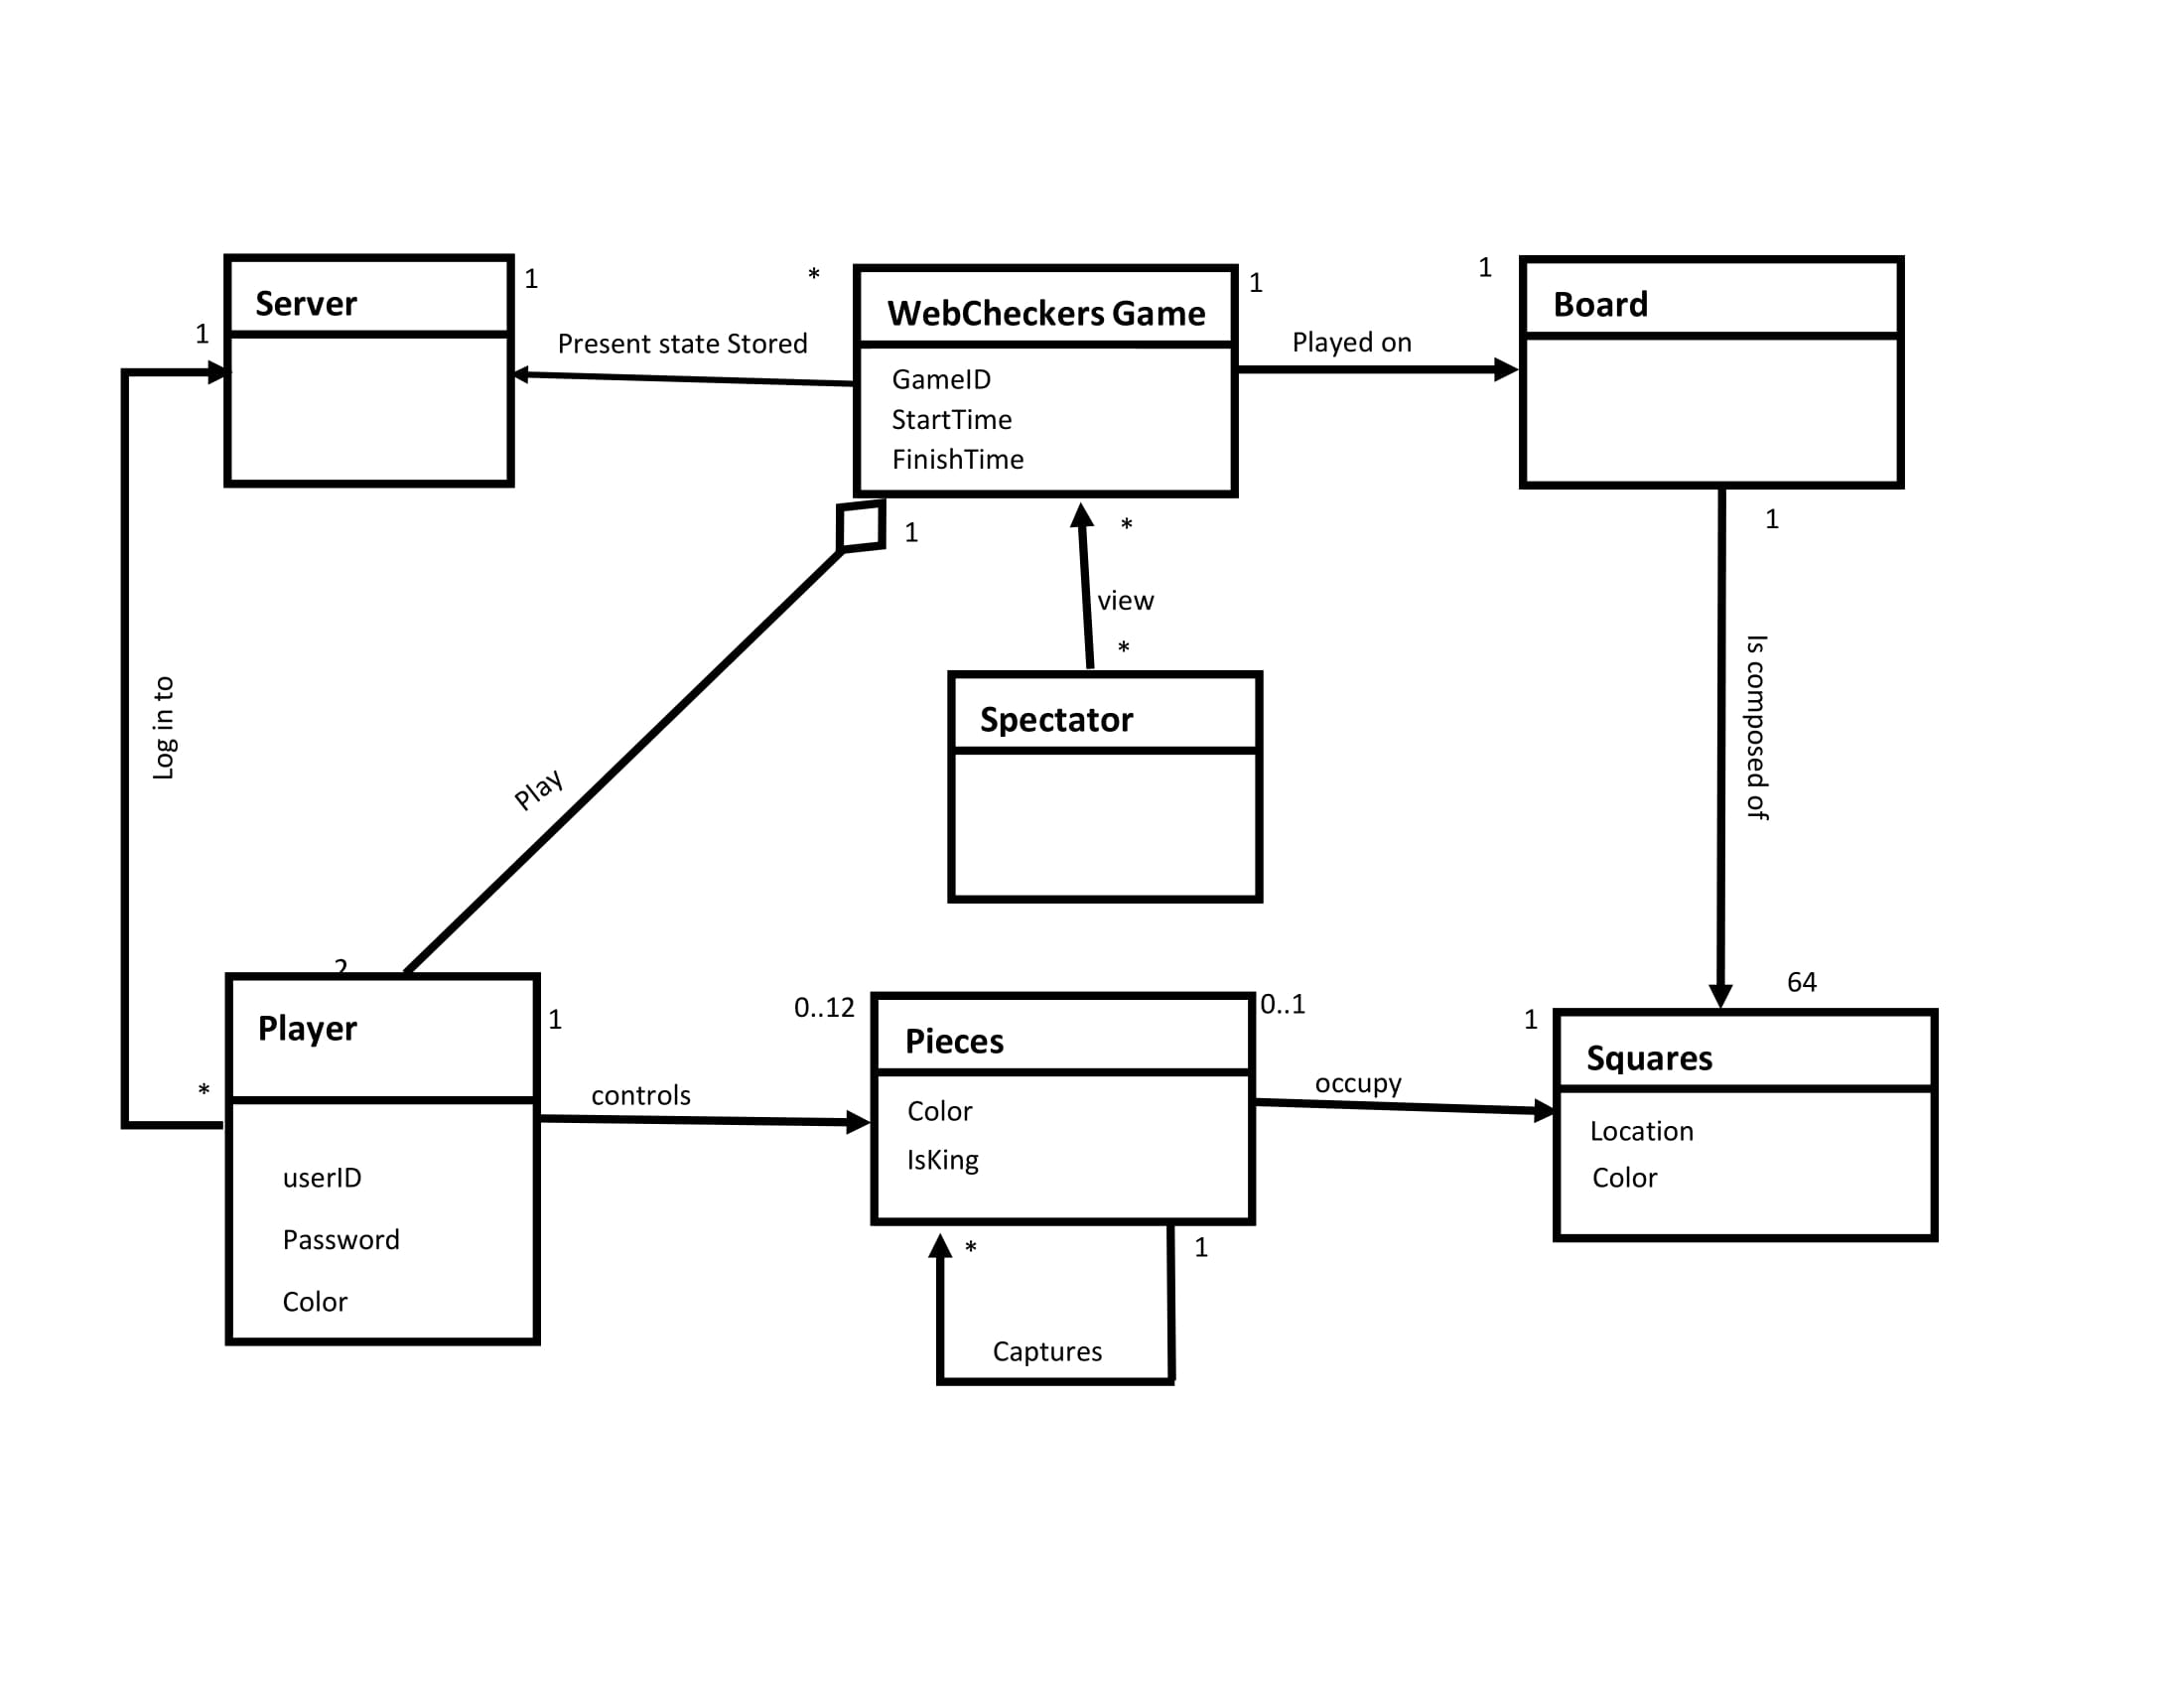 Server
1
1
Present state Stored
*
WebCheckers Game
GameID
StartTime
FinishTime
1
Played on
1
Board
1
Is composed of
64
1
*
view
*
Spectator
Log in to
Play
2
Player
*
userID
Password
Color
1
controls
0..12
Pieces
Color
IsKing
0..1
occupy
1
Squares
Location
Color
*
1
Captures